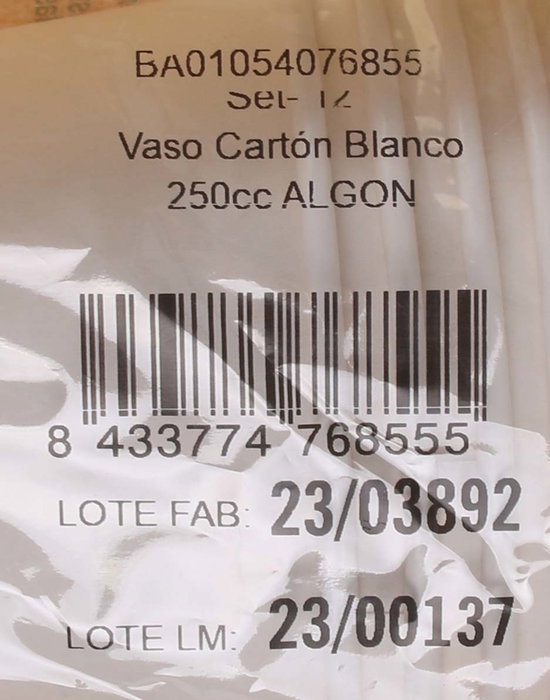 BA01054076855
Set- 12
Vaso Cartón Blanco
250cc ALGON
8 433774 768555
LOTE FAB: 23/03892
LOTE LM: 23/00137